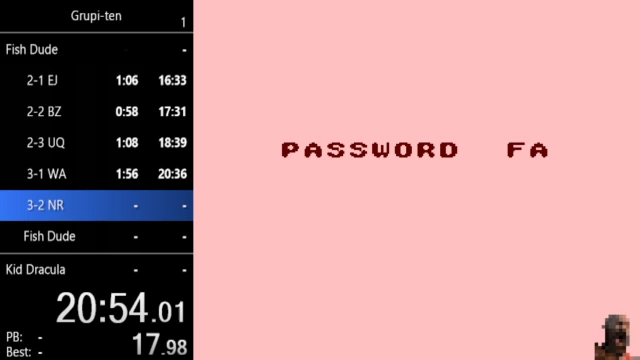 Grupi-ten
1
Fish Dude -
2-1 EJ 1:06 16:33
2-2 BZ 0:58 17:31
2-3 UQ 1:08 18:39
3-1 WA 1:56 20:36
3-2 NR - -
Fish Dude - -
Kid Dracula - -
20:54.01
PB: -
Best: -
17.98
PASSWORD FA